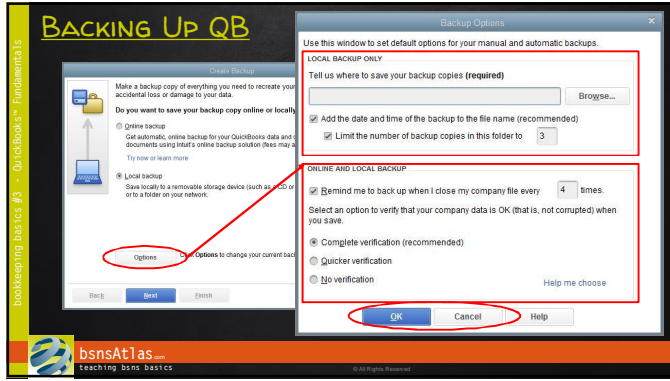 BACKING UP QB
bookkeeping basics #3 - QuickBooks™ Fundamentals
Create Backup
Make a backup copy of everything you need to recreate your
accidental loss or damage to your data.
Do you want to save your backup copy online or locally
Online backup
Get automatic, online backup for your QuickBooks data and
documents using Intuit's online backup solution (fees may a
Try now or learn more
Local backup
Save locally to a removable storage device (such as a CD or
or to a folder on your network.
Options
Click Options to change your current bac
Back
Next
Finish
Backup Options
Use this window to set default options for your manual and automatic backups.
LOCAL BACKUP ONLY
Tell us where to save your backup copies (required)
Browse...
Add the date and time of the backup to the file name (recommended)
Limit the number of backup copies in this folder to 3
ONLINE AND LOCAL BACKUP
Remind me to back up when I close my company file every 4 times.
Select an option to verify that your company data is OK (that is, not corrupted) when
you save.
Complete verification (recommended)
Quicker verification
No verification
Help me choose
OK
Cancel
Help
bsnsAtlas.com
teaching bsns basics
© All Rights Reserved